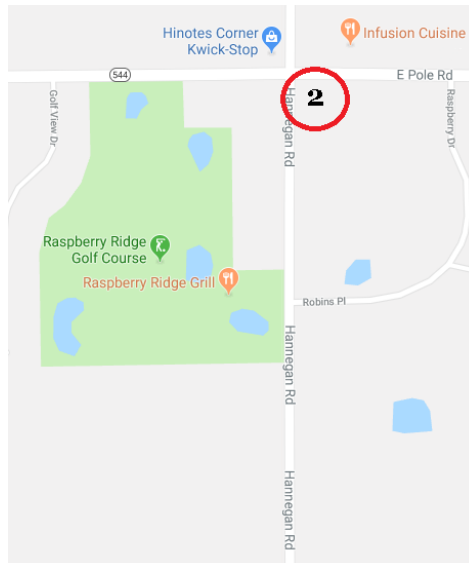 Hinotes Corner
Kwick-Stop
Infusion Cuisine
544
E Pole Rd
2
Golf View Dr
Hannegan Rd
Raspberry Dr
Raspberry Ridge
Golf Course
Raspberry Ridge Grill
Robins Pl
Hannegan Rd
Hannegan Rd